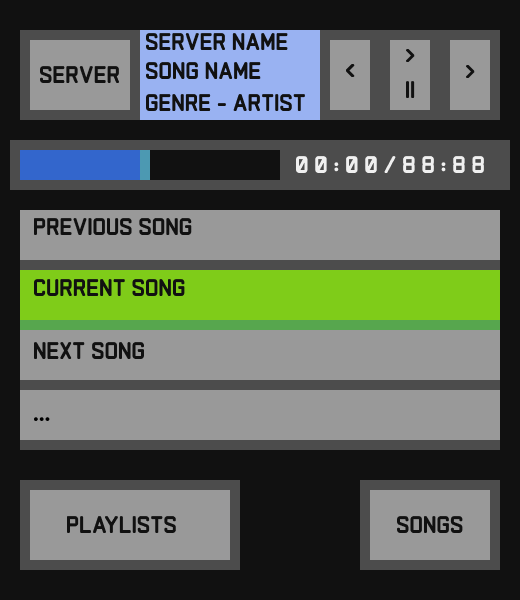 SERVER
SERVER NAME
SONG NAME
GENRE - ARTIST
<
>
||
>
00:00/88:88
PREVIOUS SONG
CURRENT SONG
NEXT SONG
...
PLAYLISTS
SONGS